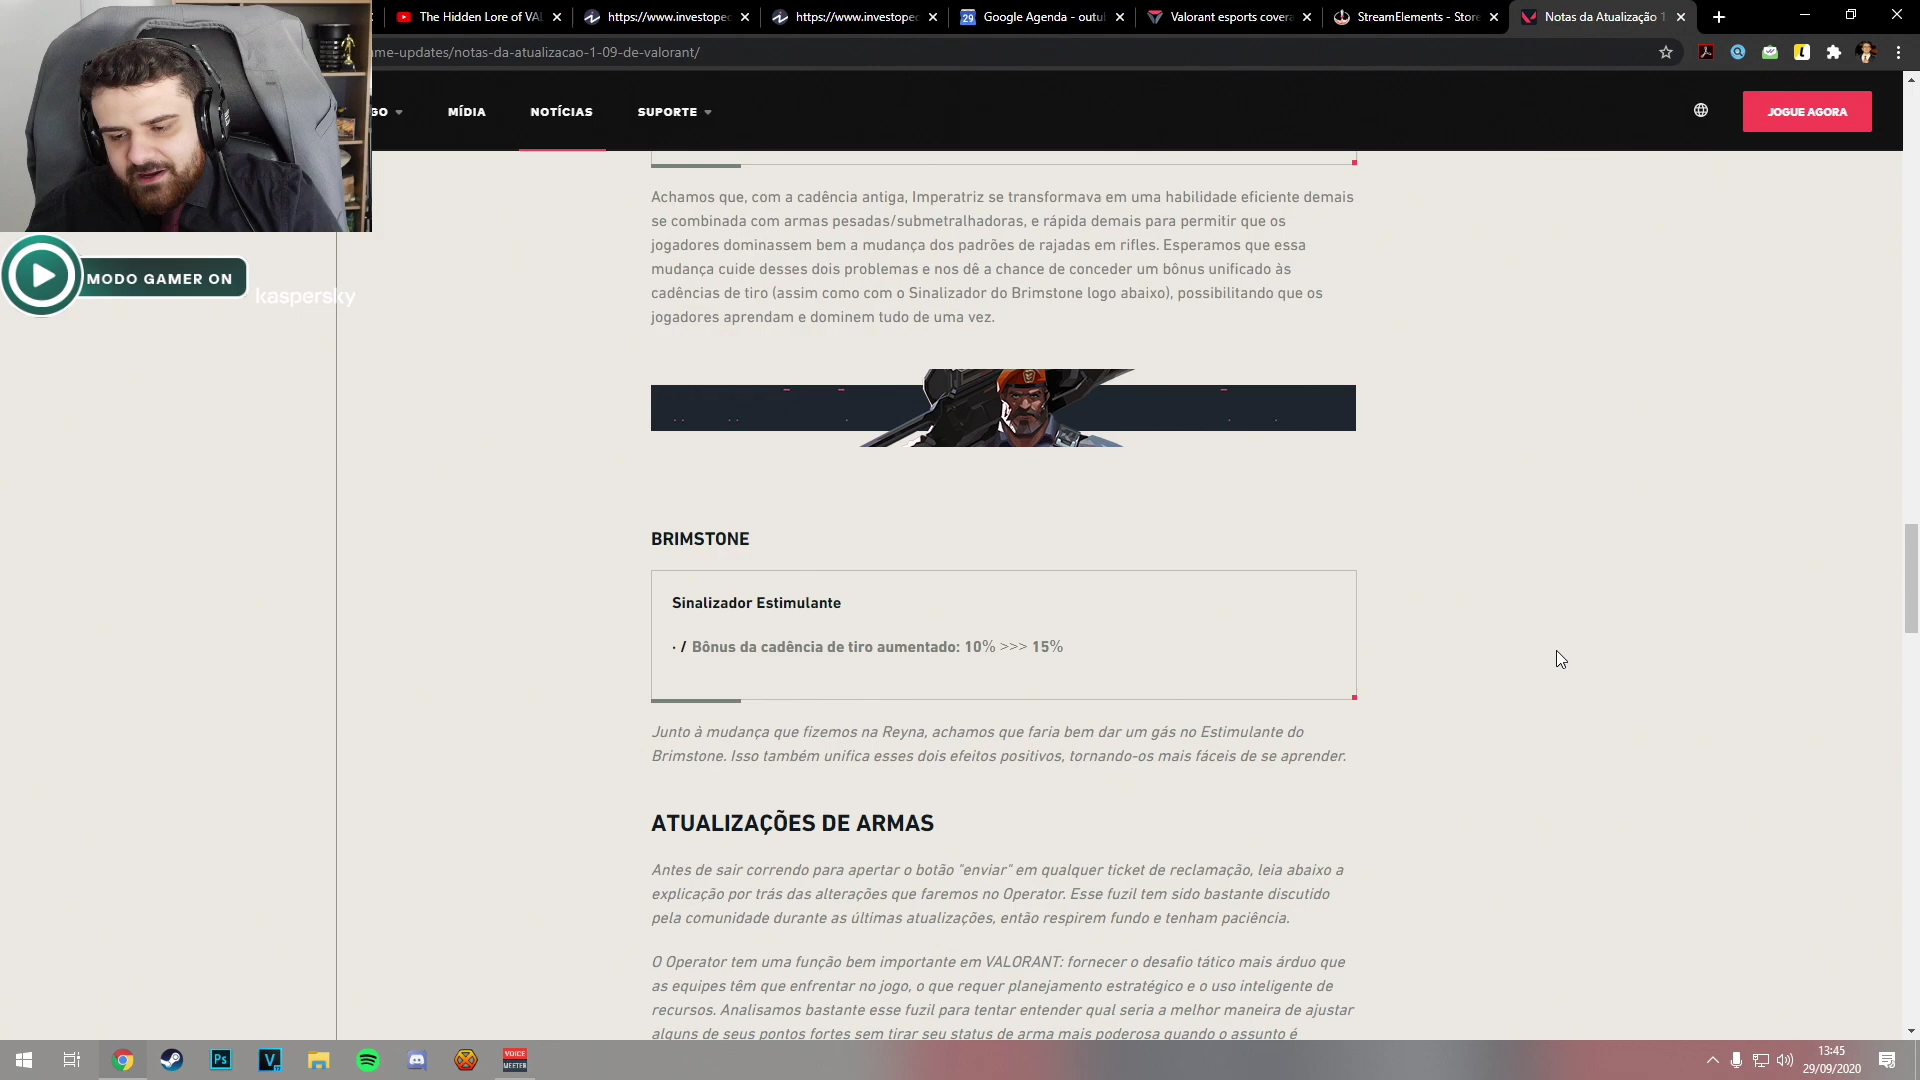 The Hidden Lore of VAL
https://www.investoped
https://www.investoped
29
Google Agenda - outub
Valorant esports covera
StreamElements - Store
Notas da Atualização 1
me-updates/notas-da-atualizacao-1-09-de-valorant/
GO
MÍDIA
NOTÍCIAS
SUPORTE
JOGUE AGORA
Achamos que, com a cadência antiga, Imperatriz se transformava em uma habilidade eficiente demais
se combinada com armas pesadas/submetralhadoras, e rápida demais para permitir que os
jogadores dominassem bem a mudança dos padrões de rajadas em rifles. Esperamos que essa
mudança cuide desses dois problemas e nos dê a chance de conceder um bônus unificado às
cadências de tiro (assim como com o Sinalizador do Brimstone logo abaixo), possibilitando que os
jogadores aprendam e dominem tudo de uma vez.
MODO GAMER ON
kaspersky
BRIMSTONE
Sinalizador Estimulante
· / Bônus da cadência de tiro aumentado: 10% >>> 15%
Junto à mudança que fizemos na Reyna, achamos que faria bem dar um gás no Estimulante do
Brimstone. Isso também unifica esses dois efeitos positivos, tornando-os mais fáceis de se aprender.
ATUALIZAÇÕES DE ARMAS
Antes de sair correndo para apertar o botão "enviar" em qualquer ticket de reclamação, leia abaixo a
explicação por trás das alterações que faremos no Operator. Esse fuzil tem sido bastante discutido
pela comunidade durante as últimas atualizações, então respirem fundo e tenham paciência.
O Operator tem uma função bem importante em VALORANT: fornecer o desafio tático mais árduo que
as equipes têm que enfrentar no jogo, o que requer planejamento estratégico e o uso inteligente de
recursos. Analisamos bastante esse fuzil para tentar entender qual seria a melhor maneira de ajustar
alguns de seus pontos fortes sem tirar seu status de arma mais poderosa quando o assunto é
Ps
V
VOICE
MEETER
13:45
29/09/2020